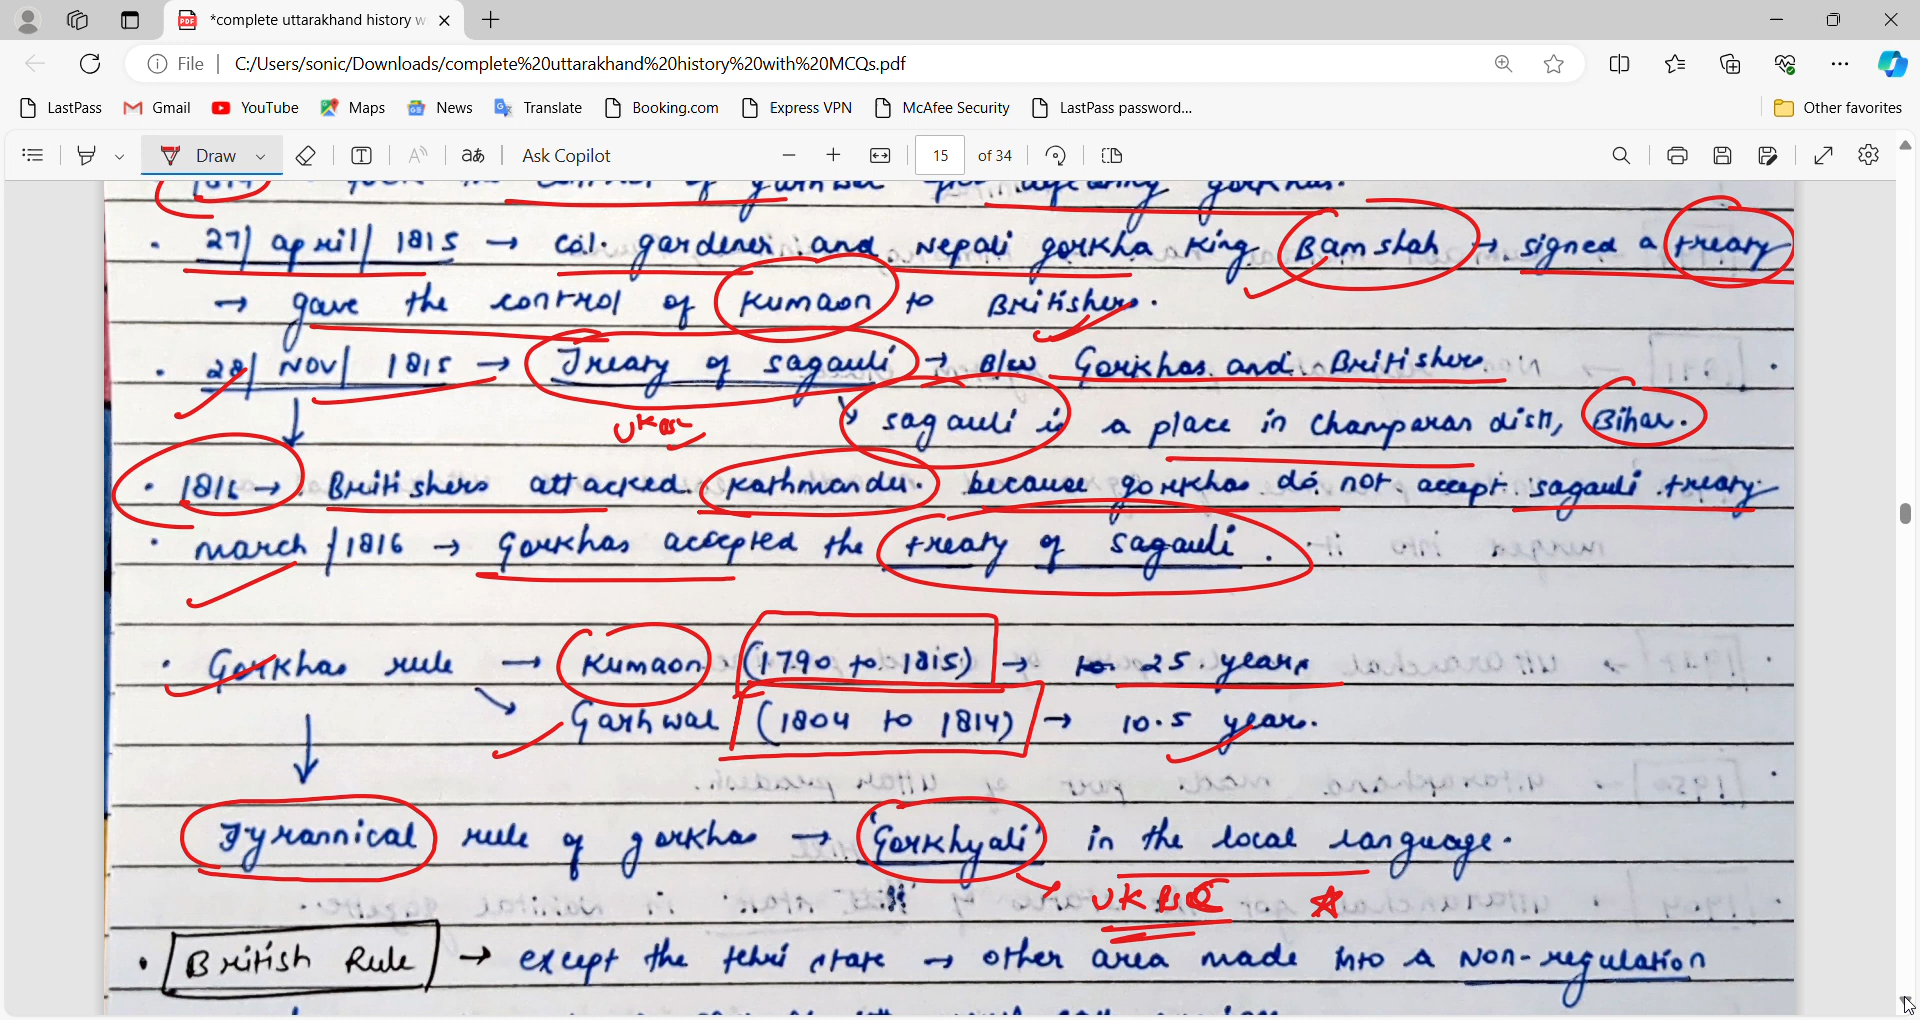 *complete uttarakhand history w
File
C:/Users/sonic/Downloads/complete%20uttarakhand%20history%20with%20MCQs.pdf
LastPass Gmail YouTube Maps News Translate Booking.com Express VPN McAfee Security LastPass password... Other favorites
Draw Ask Copilot 15 of 34
27/ april/ 1815 → col. gardener and Nepali gorkha King Bam shah → signed a treaty
→ gave the control of Kumaon to Britishers.
28/ Nov/ 1815 → Treaty of sagauli → B/w Gorkhas and Britishers
UKPSC
sagauli is a place in Champaran dist, Bihar.
1816 → Britishers attacked Kathmandu. because gorkhas do not accept sagauli treaty
march /1816 → Gorkhas accepted the treaty of sagauli.
Gorkhas rule → Kumaon (1790 to 1815) → 25 years
Garhwal (1804 to 1814) → 10.5 years.
Tyrannical rule of gorkhas → 'Gorkhyali' in the local language.
British Rule → except the tehri state → other area made into a Non-regulation